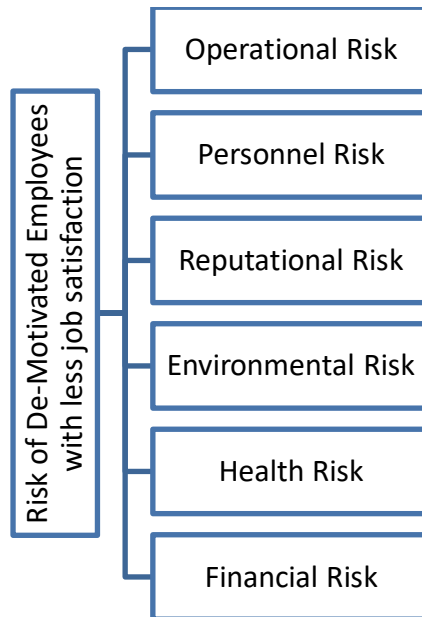 Risk of De-Motivated Employees
with less job satisfaction
Operational Risk
Personnel Risk
Reputational Risk
Environmental Risk
Health Risk
Financial Risk